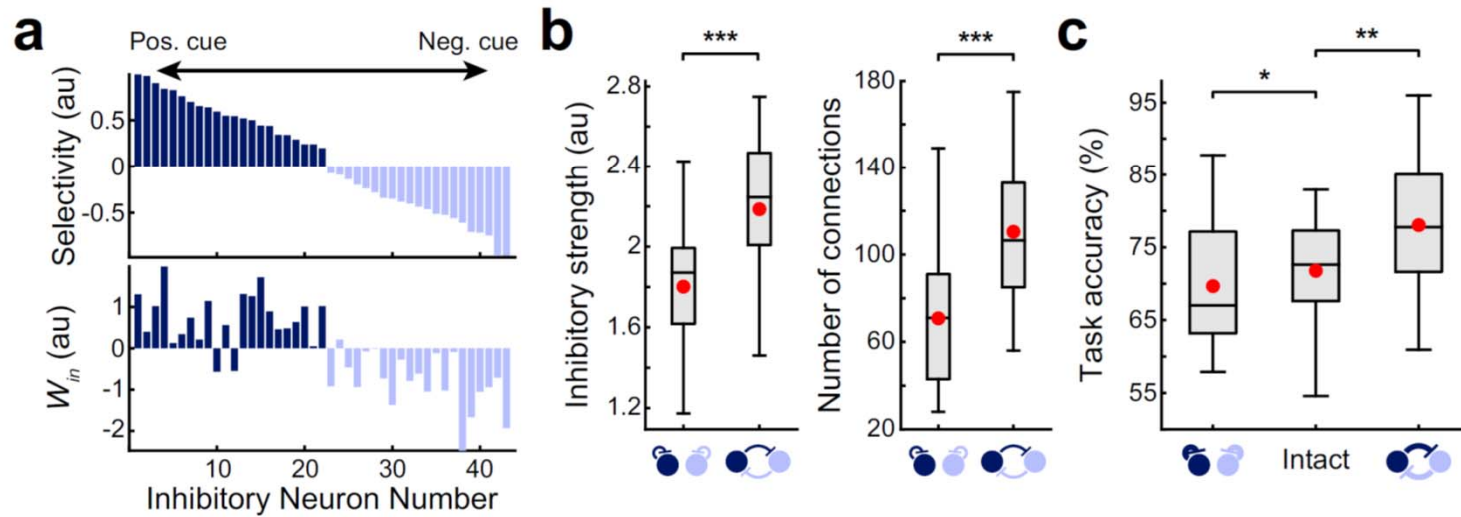 a
Pos. cue
Neg. cue
Selectivity (au)
0.5
0
-0.5
W_in (au)
1
0
-1
-2
10
20
30
40
Inhibitory Neuron Number
b
***
Inhibitory strength (au)
2.8
2.4
2
1.6
1.2
***
Number of connections
180
140
100
60
20
c
**
*
Task accuracy (%)
95
85
75
65
55
Intact